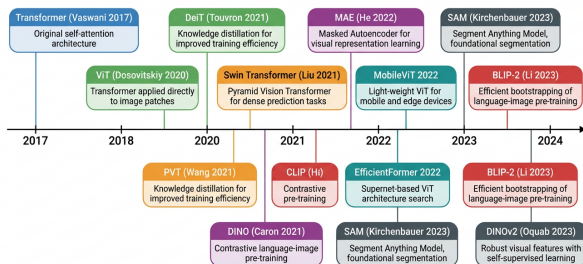 Transformer (Vaswani 2017)
Original self-attention
architecture
DeiT (Touvron 2021)
Knowledge distillation for
improved training efficiency
MAE (He 2022)
Masked Autoencoder for
visual representation learning
SAM (Kirchenbauer 2023)
Segment Anything Model,
foundational segmentation
ViT (Dosovitskiy 2020)
Transformer applied directly
to image patches
Swin Transformer (Liu 2021)
Pyramid Vision Transformer
for dense prediction tasks
MobileViT 2022
Light-weight ViT for
mobile and edge devices
BLIP-2 (Li 2023)
Efficient bootstrapping of
language-image pre-training
2017
2018
2019
2020
2021
2022
2023
2024
PVT (Wang 2021)
Knowledge distillation for
improved training efficiency
CLIP (Hi)
Contrastive
pre-training
EfficientFormer 2022
Supernet-based ViT
architecture search
BLIP-2 (Li 2023)
Efficient bootstrapping of
language-image pre-training
DINO (Caron 2021)
Contrastive language-image
pre-training
SAM (Kirchenbauer 2023)
Segment Anything Model,
foundational segmentation
DINOv2 (Oquab 2023)
Robust visual features with
self-supervised learning